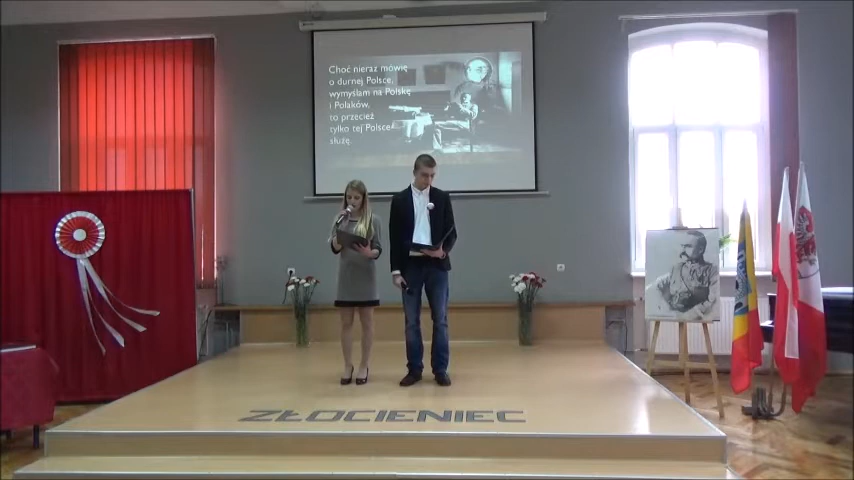 Choć nieraz mówię
o durnej Polsce,
wymyślam na Polskę
i Polaków,
to przecież
tylko tej Polsce
służę.
ZŁOCIENIEC